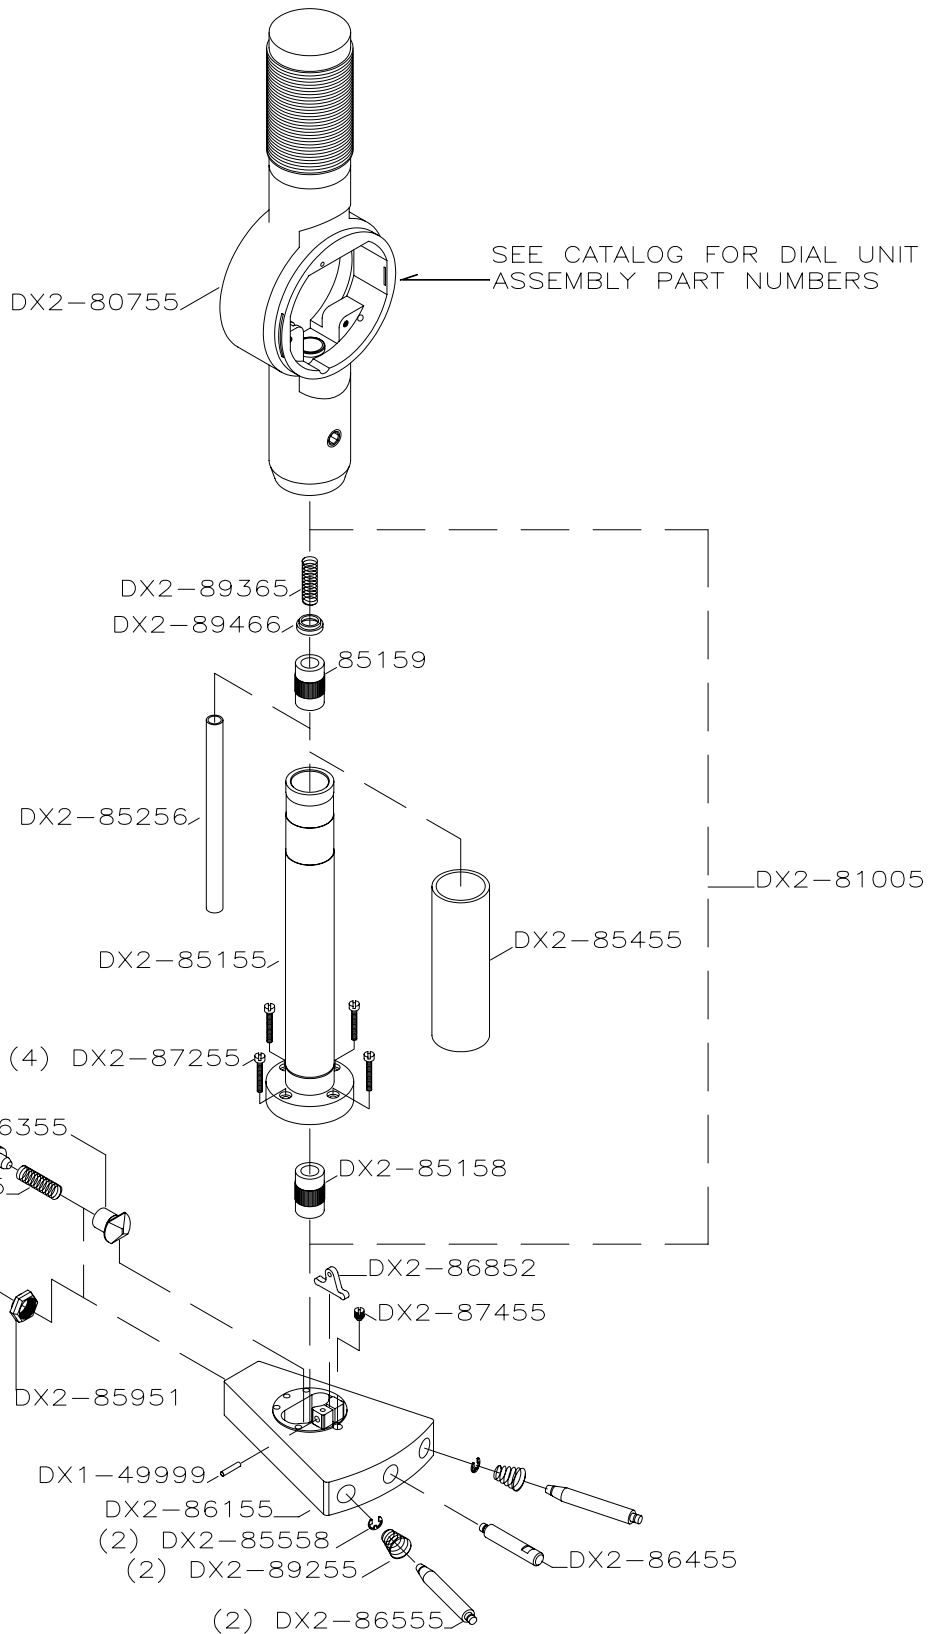 SEE CATALOG FOR DIAL UNIT
ASSEMBLY PART NUMBERS
DX2-80755
DX2-89365
DX2-89466
85159
DX2-85256
DX2-81005
DX2-85455
DX2-85155
(4) DX2-87255
6355
DX2-85158
DX2-86852
DX2-87455
DX2-85951
DX1-49999
DX2-86155
(2) DX2-85558
(2) DX2-89255
DX2-86455
(2) DX2-86555